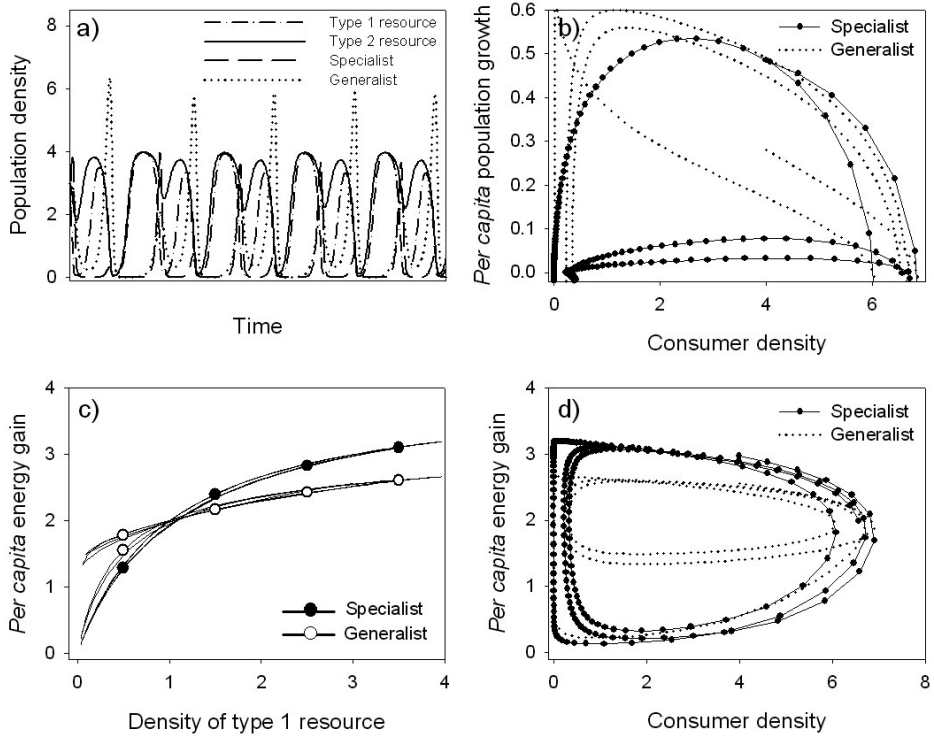 a)
Type 1 resource
Type 2 resource
Specialist
Generalist
Population density
8
6
4
2
0
Time
b)
Specialist
Generalist
Per capita population growth
0.6
0.5
0.4
0.3
0.2
0.1
0.0
0 2 4 6
Consumer density
c)
Specialist
Generalist
Per capita energy gain
4
3
2
1
0
0 1 2 3 4
Density of type 1 resource
d)
Specialist
Generalist
Per capita energy gain
4
3
2
1
0
0 2 4 6 8
Consumer density